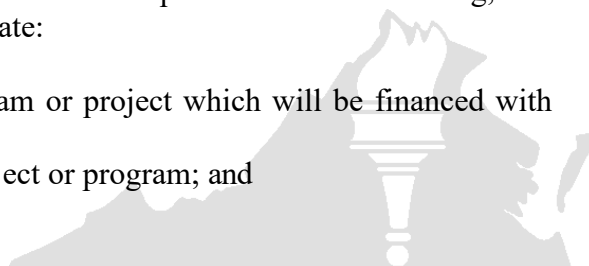 ate:
am or project which will be financed with
ect or program; and